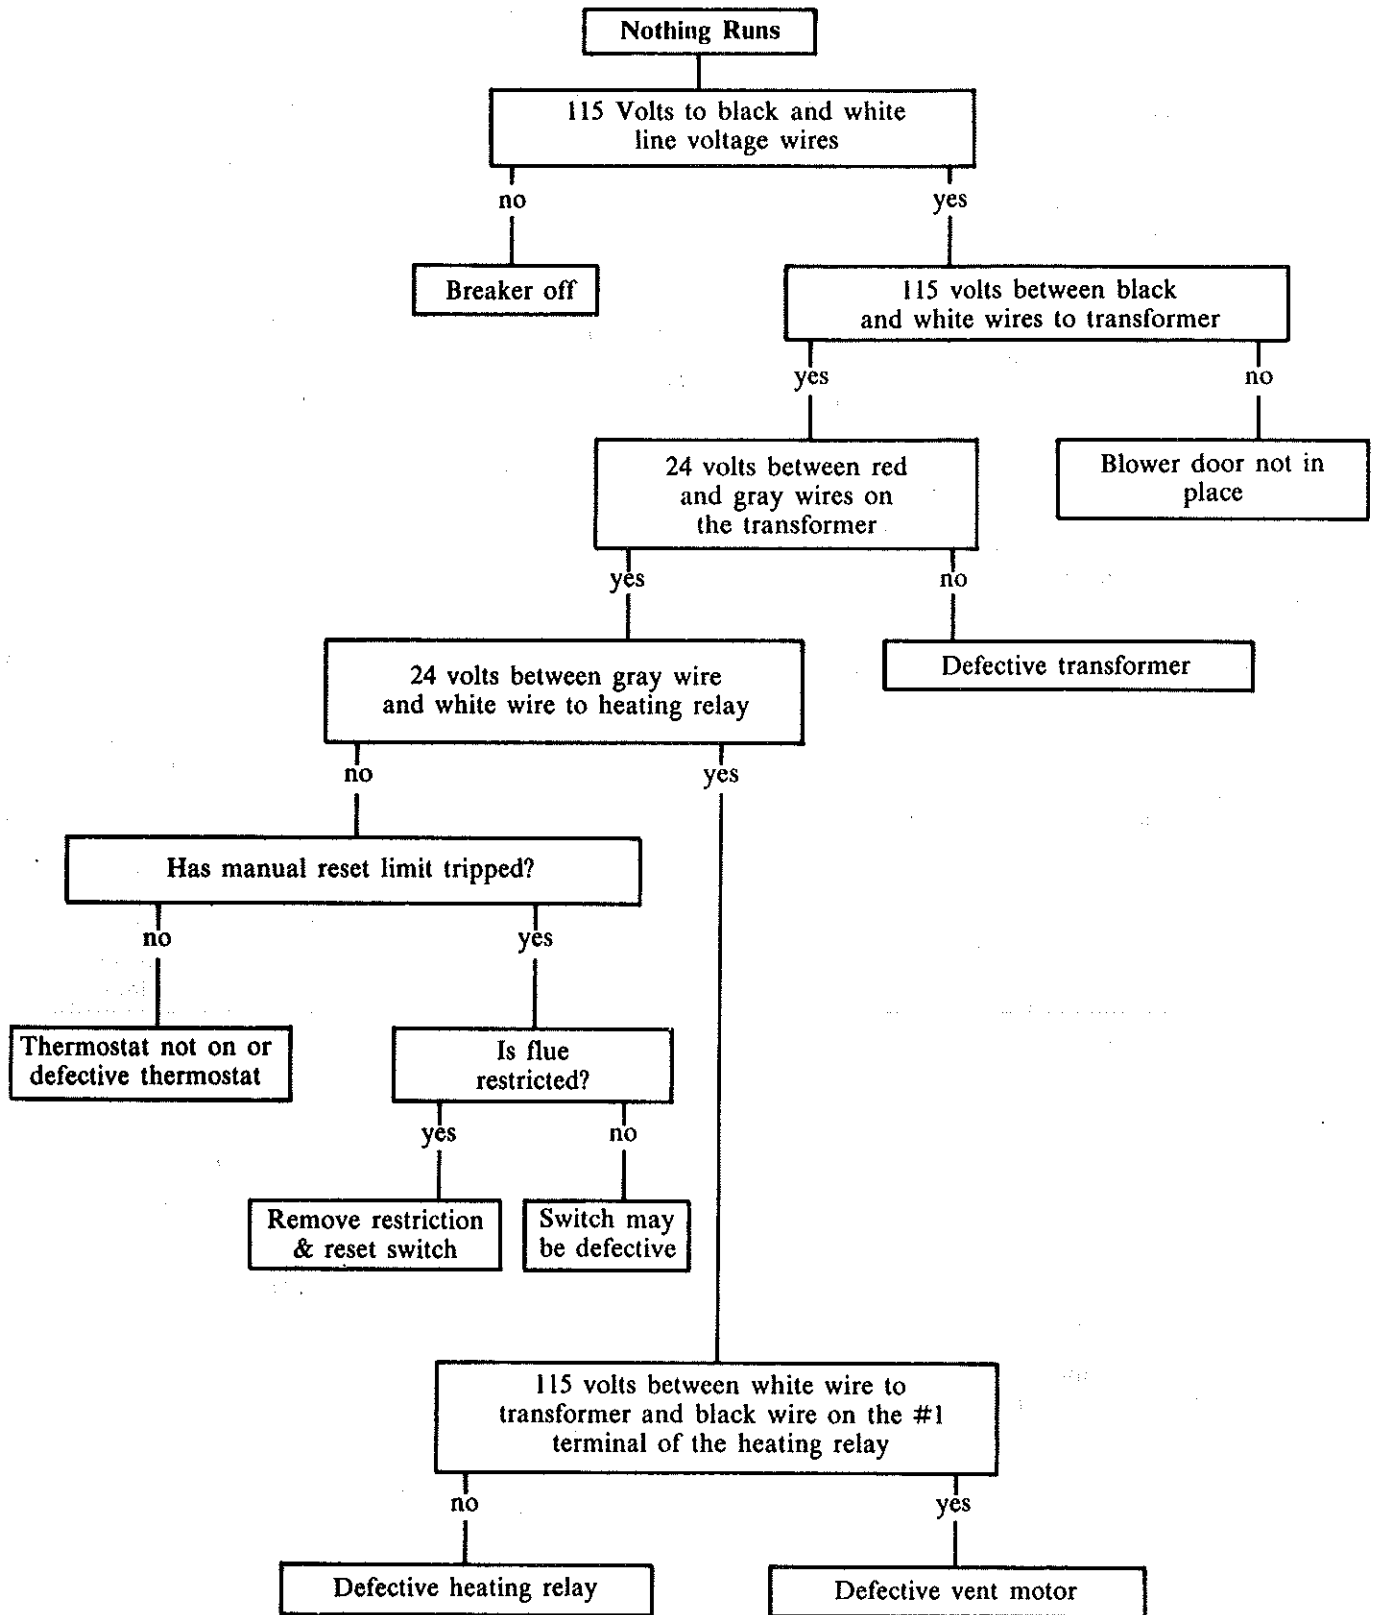 Nothing Runs
115 Volts to black and white
line voltage wires
no
yes
Breaker off
115 volts between black
and white wires to transformer
yes
no
24 volts between red
and gray wires on
the transformer
Blower door not in
place
yes
no
24 volts between gray wire
and white wire to heating relay
Defective transformer
no
yes
Has manual reset limit tripped?
no
yes
Thermostat not on or
defective thermostat
Is flue
restricted?
yes
no
Remove restriction
& reset switch
Switch may
be defective
115 volts between white wire to
transformer and black wire on the #1
terminal of the heating relay
no
yes
Defective heating relay
Defective vent motor